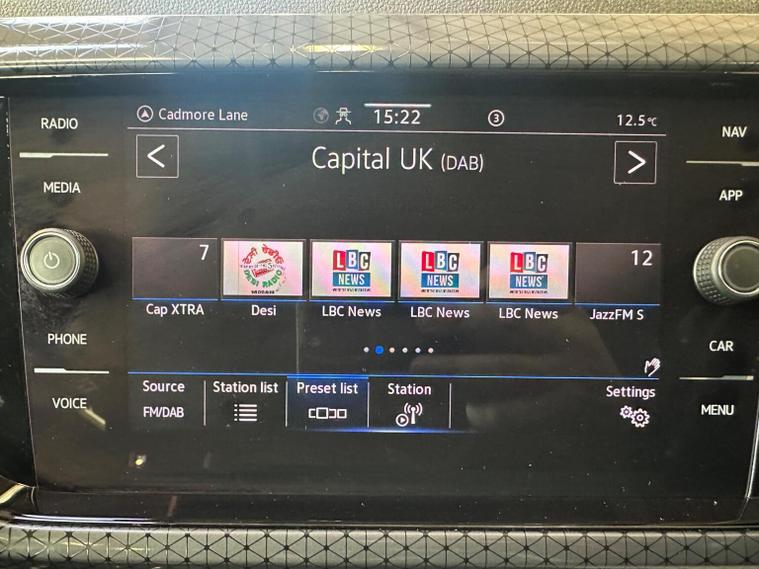 RADIO
MEDIA
PHONE
VOICE
Cadmore Lane
15:22
3
12.5°C
<
Capital UK (DAB)
>
7
DESI RADIO
LBC NEWS
LBC NEWS
LBC NEWS
12
Cap XTRA
Desi
LBC News
LBC News
LBC News
JazzFM S
Source
FM/DAB
Station list
Preset list
Station
Settings
NAV
APP
CAR
MENU